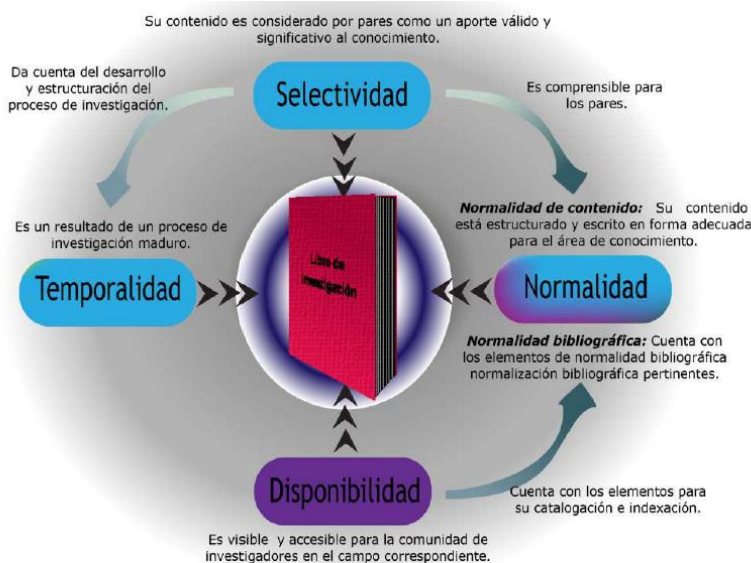 Su contenido es considerado por pares como un aporte válido y
significativo al conocimiento.
Da cuenta del desarrollo
y estructuración del
proceso de investigación.
Selectividad
Es comprensible para
los pares.
Es un resultado de un proceso de
investigación maduro.
Temporalidad
Libro de
investigación
Normalidad de contenido: Su contenido
está estructurado y escrito en forma adecuada
para el área de conocimiento.
Normalidad
Normalidad bibliográfica: Cuenta con
los elementos de normalidad bibliográfica
normalización bibliográfica pertinentes.
Disponibilidad
Cuenta con los elementos para
su catalogación e indexación.
Es visible y accesible para la comunidad de
investigadores en el campo correspondiente.